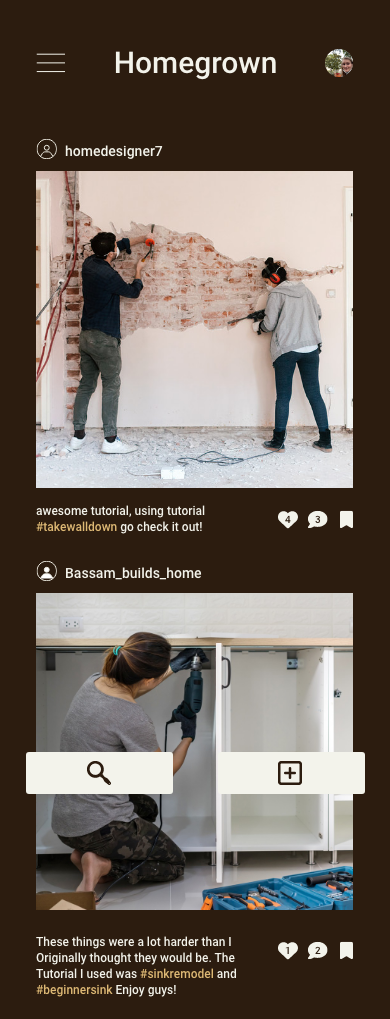 Homegrown
homedesigner7
awesome tutorial, using tutorial
#takewalldown go check it out!
4 3
Bassam_builds_home
These things were a lot harder than I
Originally thought they would be. The
Tutorial I used was #sinkremodel and
#beginnersink Enjoy guys!
1 2